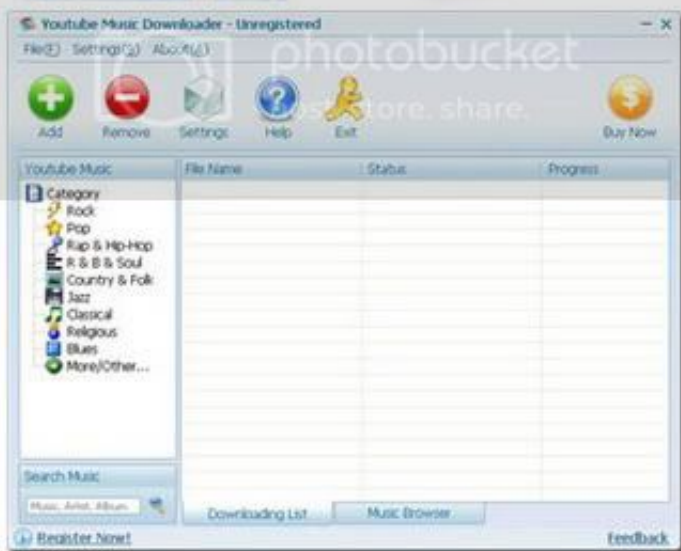 Youtube Music Downloader - Unregistered
File(F) Settings(S) About(A)
photobucket
store. share.
Add Remove Settings Help Exit Buy Now
Youtube Music File Name Status Progress
Category
Rock
Pop
Rap & Hip-Hop
R & B & Soul
Country & Folk
Jazz
Classical
Religious
Blues
More/Other...
Search Music
Music, Artist, Album
Downloading List Music Browser
Register Now! Feedback